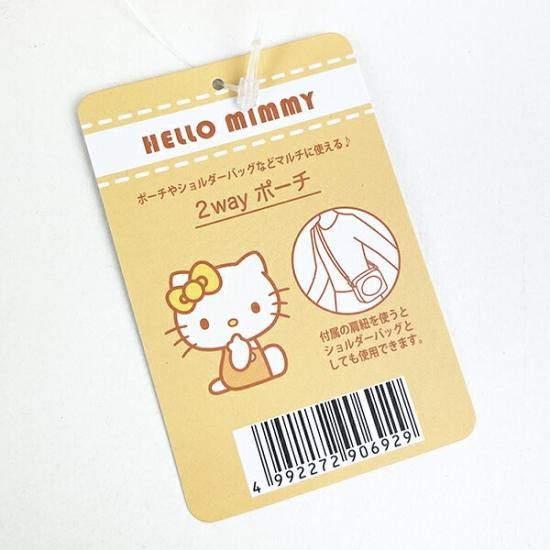 HELLO MIMMY
ポーチやショルダーバッグなどマルチに使える♪
2way ポーチ
付属の肩紐を使うと
ショルダーバッグと
しても使用できます。
4 992272 906929